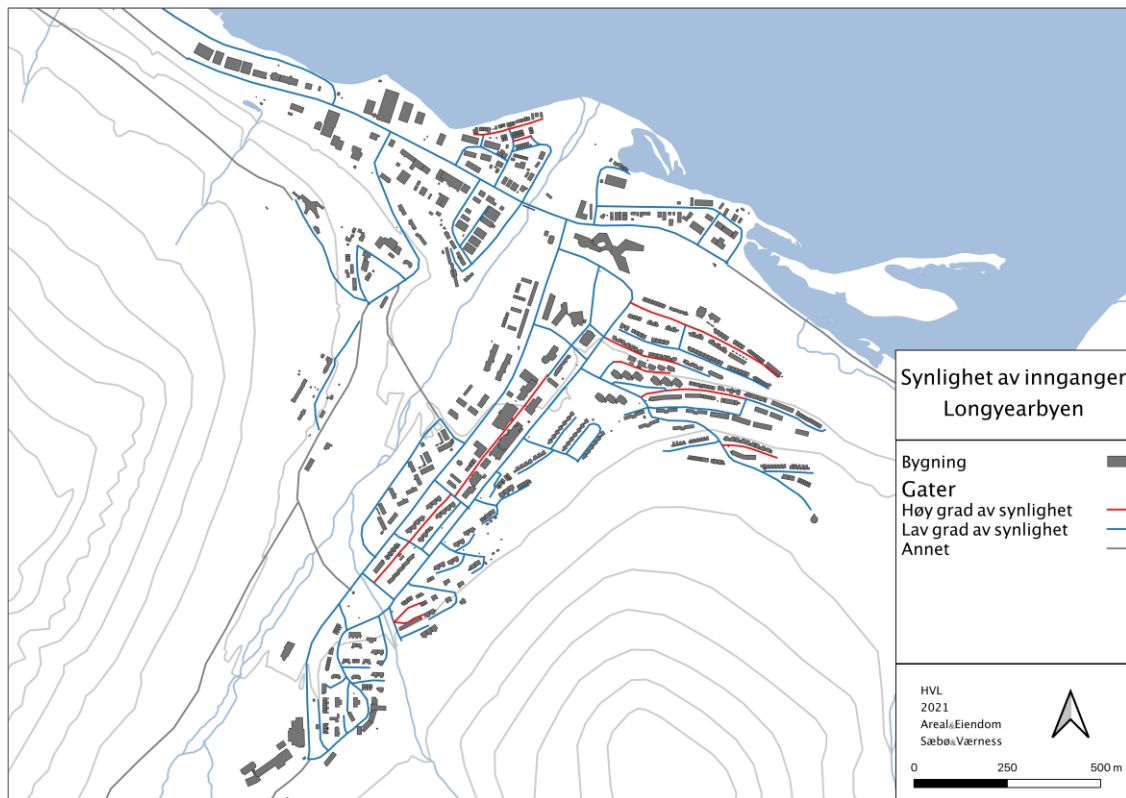 Synlighet av innganger
Longyearbyen
Bygning
Gater
Høy grad av synlighet
Lav grad av synlighet
Annet
HVL
2021
Areal&Eiendom
Sæbø&Værness
0 250 500 m